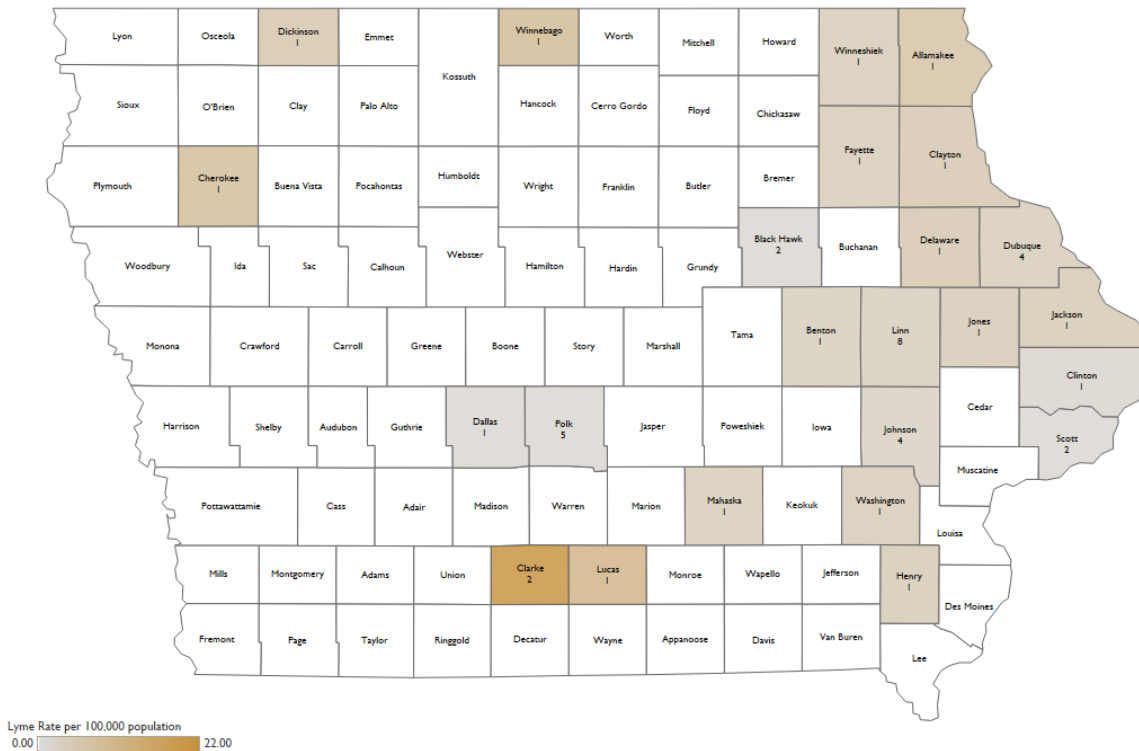 Lyon
Osceola
Dickinson
1
Emmet
Winnebago
1
Worth
Mitchell
Howard
Winneshiek
1
Allamakee
1
Kossuth
Sioux
O'Brien
Clay
Palo Alto
Hancock
Cerro Gordo
Floyd
Chickasaw
Fayette
1
Clayton
1
Plymouth
Cherokee
1
Buena Vista
Pocahontas
Humboldt
Wright
Franklin
Butler
Bremer
Black Hawk
2
Buchanan
Delaware
1
Dubuque
4
Woodbury
Ida
Sac
Calhoun
Webster
Hamilton
Hardin
Grundy
Monona
Crawford
Carroll
Greene
Boone
Story
Marshall
Tama
Benton
1
Linn
8
Jones
1
Jackson
1
Clinton
1
Harrison
Shelby
Audubon
Guthrie
Dallas
1
Polk
5
Jasper
Poweshiek
Iowa
Johnson
4
Cedar
Scott
2
Muscatine
Pottawattamie
Cass
Adair
Madison
Warren
Marion
Mahaska
1
Keokuk
Washington
1
Louisa
Mills
Montgomery
Adams
Union
Clarke
2
Lucas
1
Monroe
Wapello
Jefferson
Henry
1
Des Moines
Fremont
Page
Taylor
Ringgold
Decatur
Wayne
Appanoose
Davis
Van Buren
Lee
Lyme Rate per 100,000 population
0.00 22.00